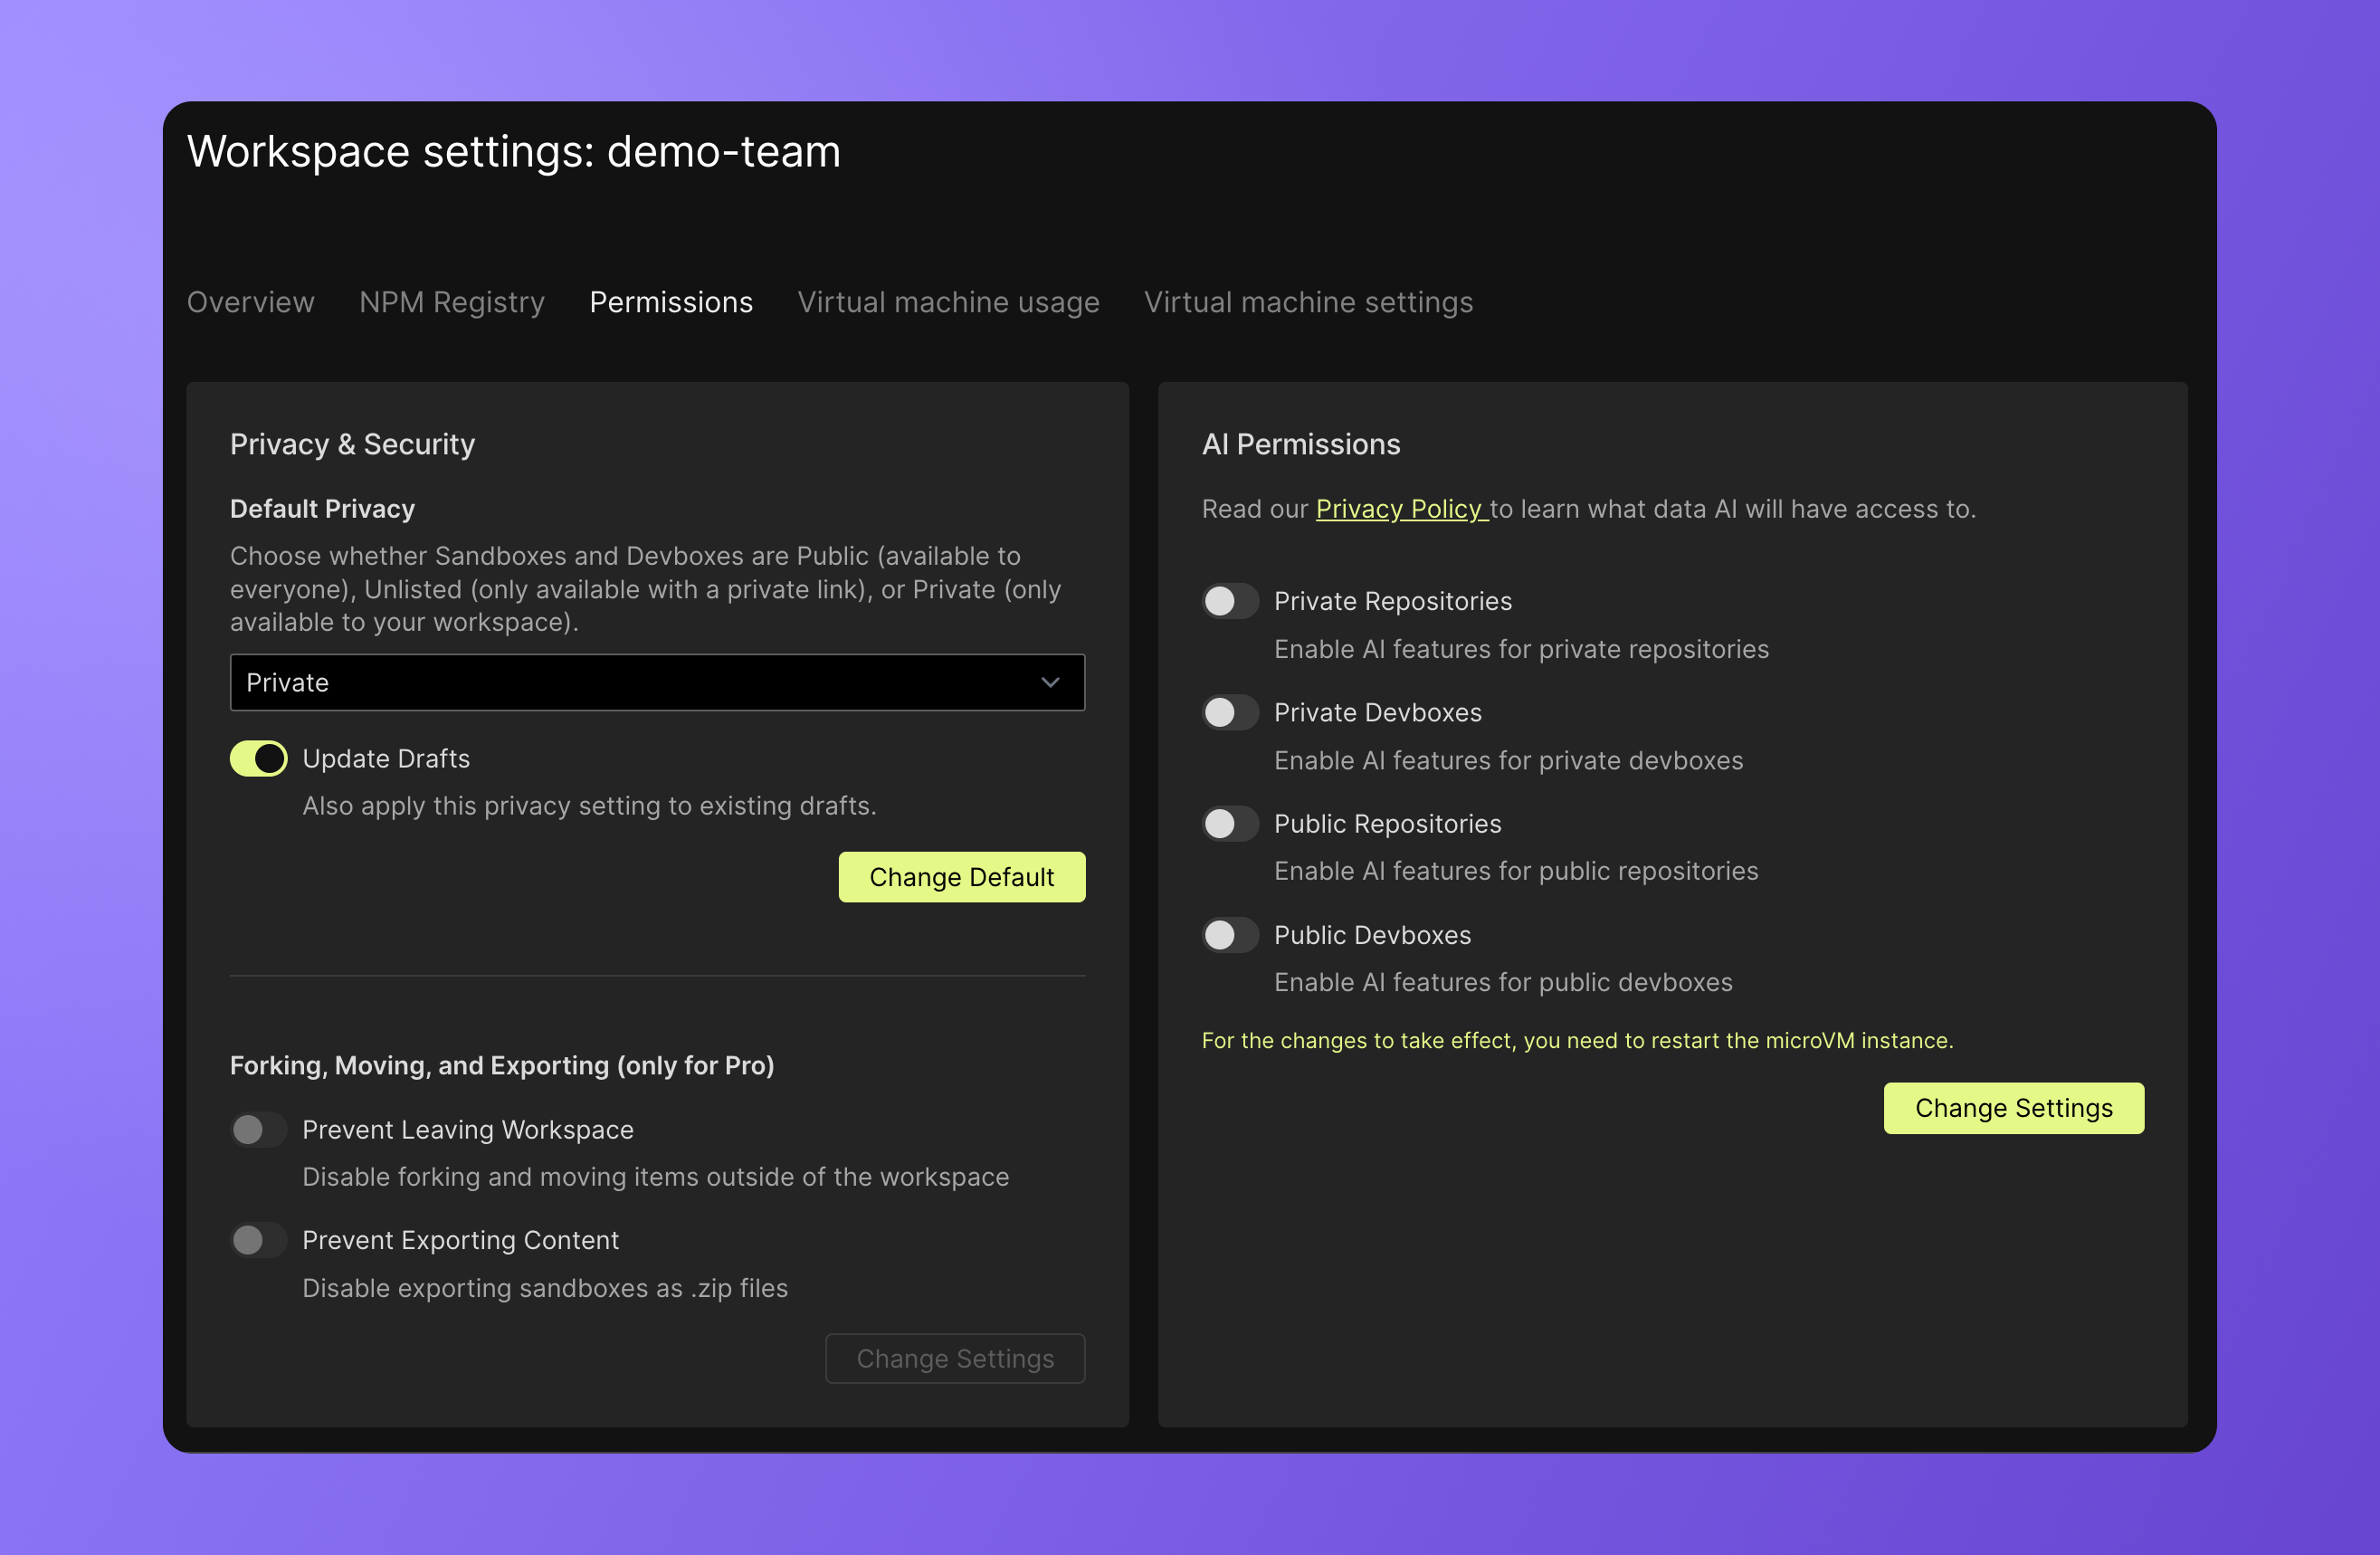 Workspace settings: demo-team
Overview NPM Registry Permissions Virtual machine usage Virtual machine settings
Privacy & Security
Default Privacy
Choose whether Sandboxes and Devboxes are Public (available to
everyone), Unlisted (only available with a private link), or Private (only
available to your workspace).
Private
Update Drafts
Also apply this privacy setting to existing drafts.
Change Default
Forking, Moving, and Exporting (only for Pro)
Prevent Leaving Workspace
Disable forking and moving items outside of the workspace
Prevent Exporting Content
Disable exporting sandboxes as .zip files
Change Settings
AI Permissions
Read our Privacy Policy to learn what data AI will have access to.
Private Repositories
Enable AI features for private repositories
Private Devboxes
Enable AI features for private devboxes
Public Repositories
Enable AI features for public repositories
Public Devboxes
Enable AI features for public devboxes
For the changes to take effect, you need to restart the microVM instance.
Change Settings